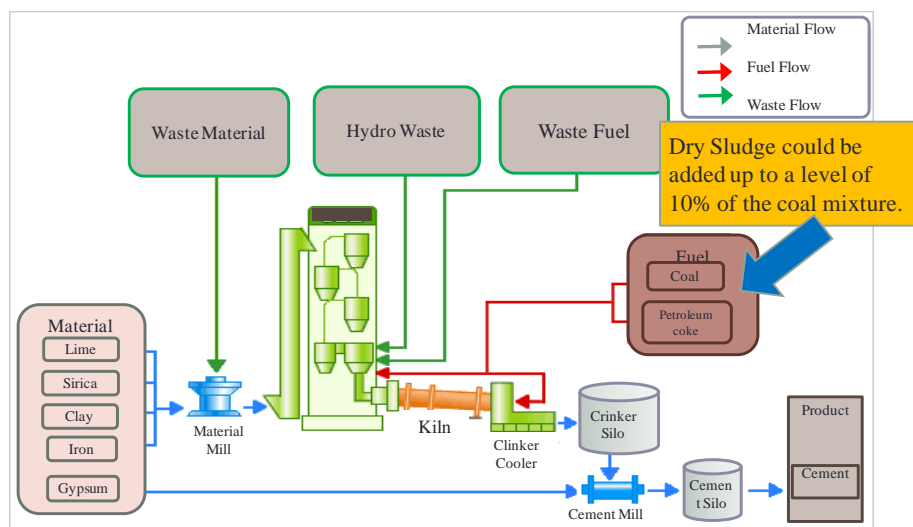 Material Flow
Fuel Flow
Waste Flow
Waste Material
Hydro Waste
Waste Fuel
Dry Sludge could be
added up to a level of
10% of the coal mixture.
Fuel
Coal
Petroleum
coke
Material
Lime
Sirica
Clay
Iron
Gypsum
Material
Mill
Kiln
Clinker
Cooler
Crinker
Silo
Cement Mill
Cemen
t Silo
Product
Cement